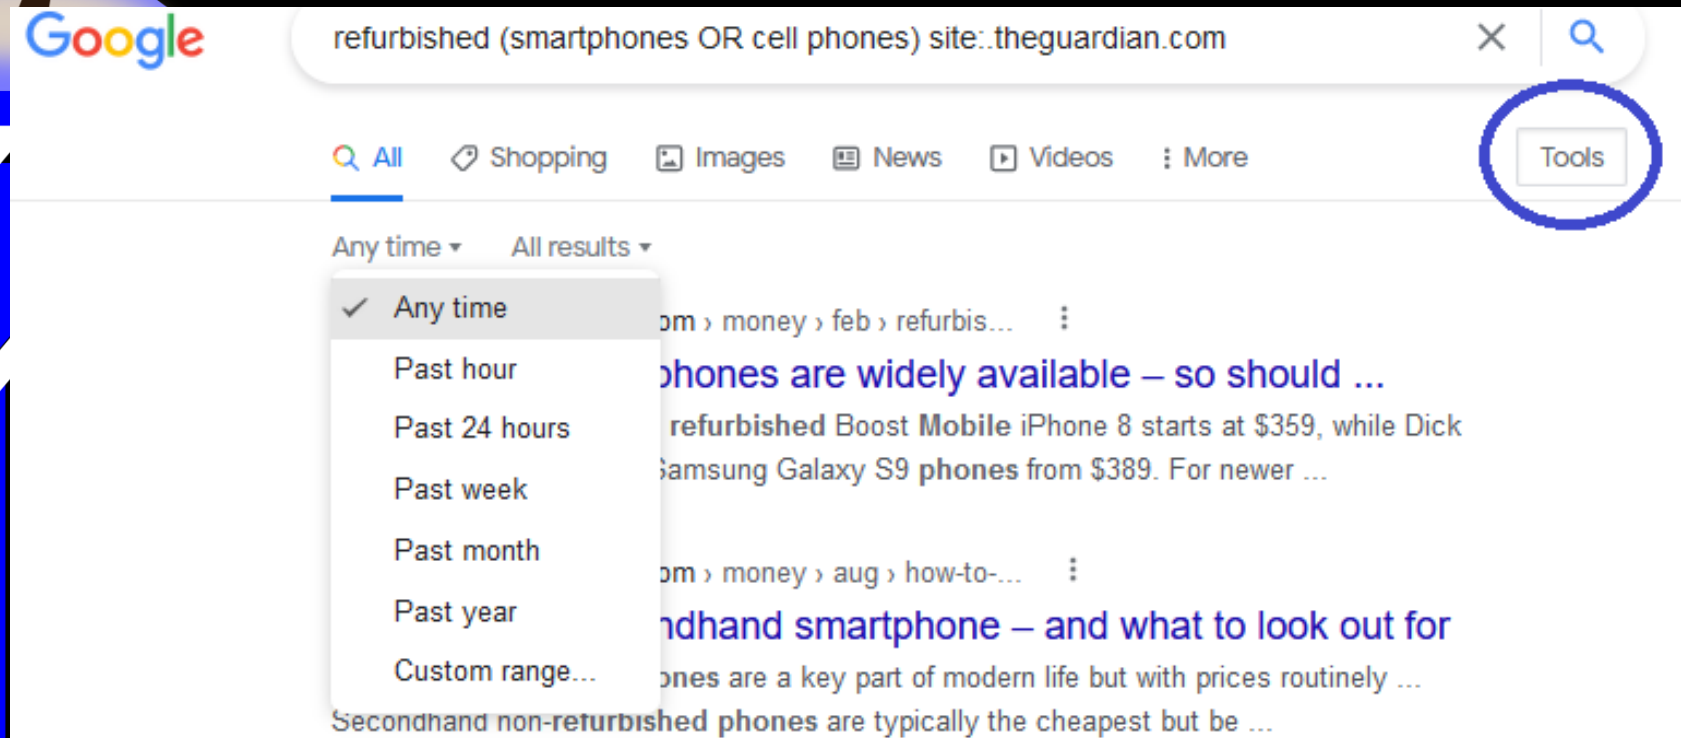 Google
refurbished (smartphones OR cell phones) site:.theguardian.com
All Shopping Images News Videos More Tools
Any time All results
Any time
Past hour
Past 24 hours
Past week
Past month
Past year
Custom range...
om › money › feb › refurbis...
phones are widely available – so should ...
refurbished Boost Mobile iPhone 8 starts at $359, while Dick
Samsung Galaxy S9 phones from $389. For newer ...
om › money › aug › how-to-...
ndhand smartphone – and what to look out for
ones are a key part of modern life but with prices routinely ...
Secondhand non-refurbished phones are typically the cheapest but be ...